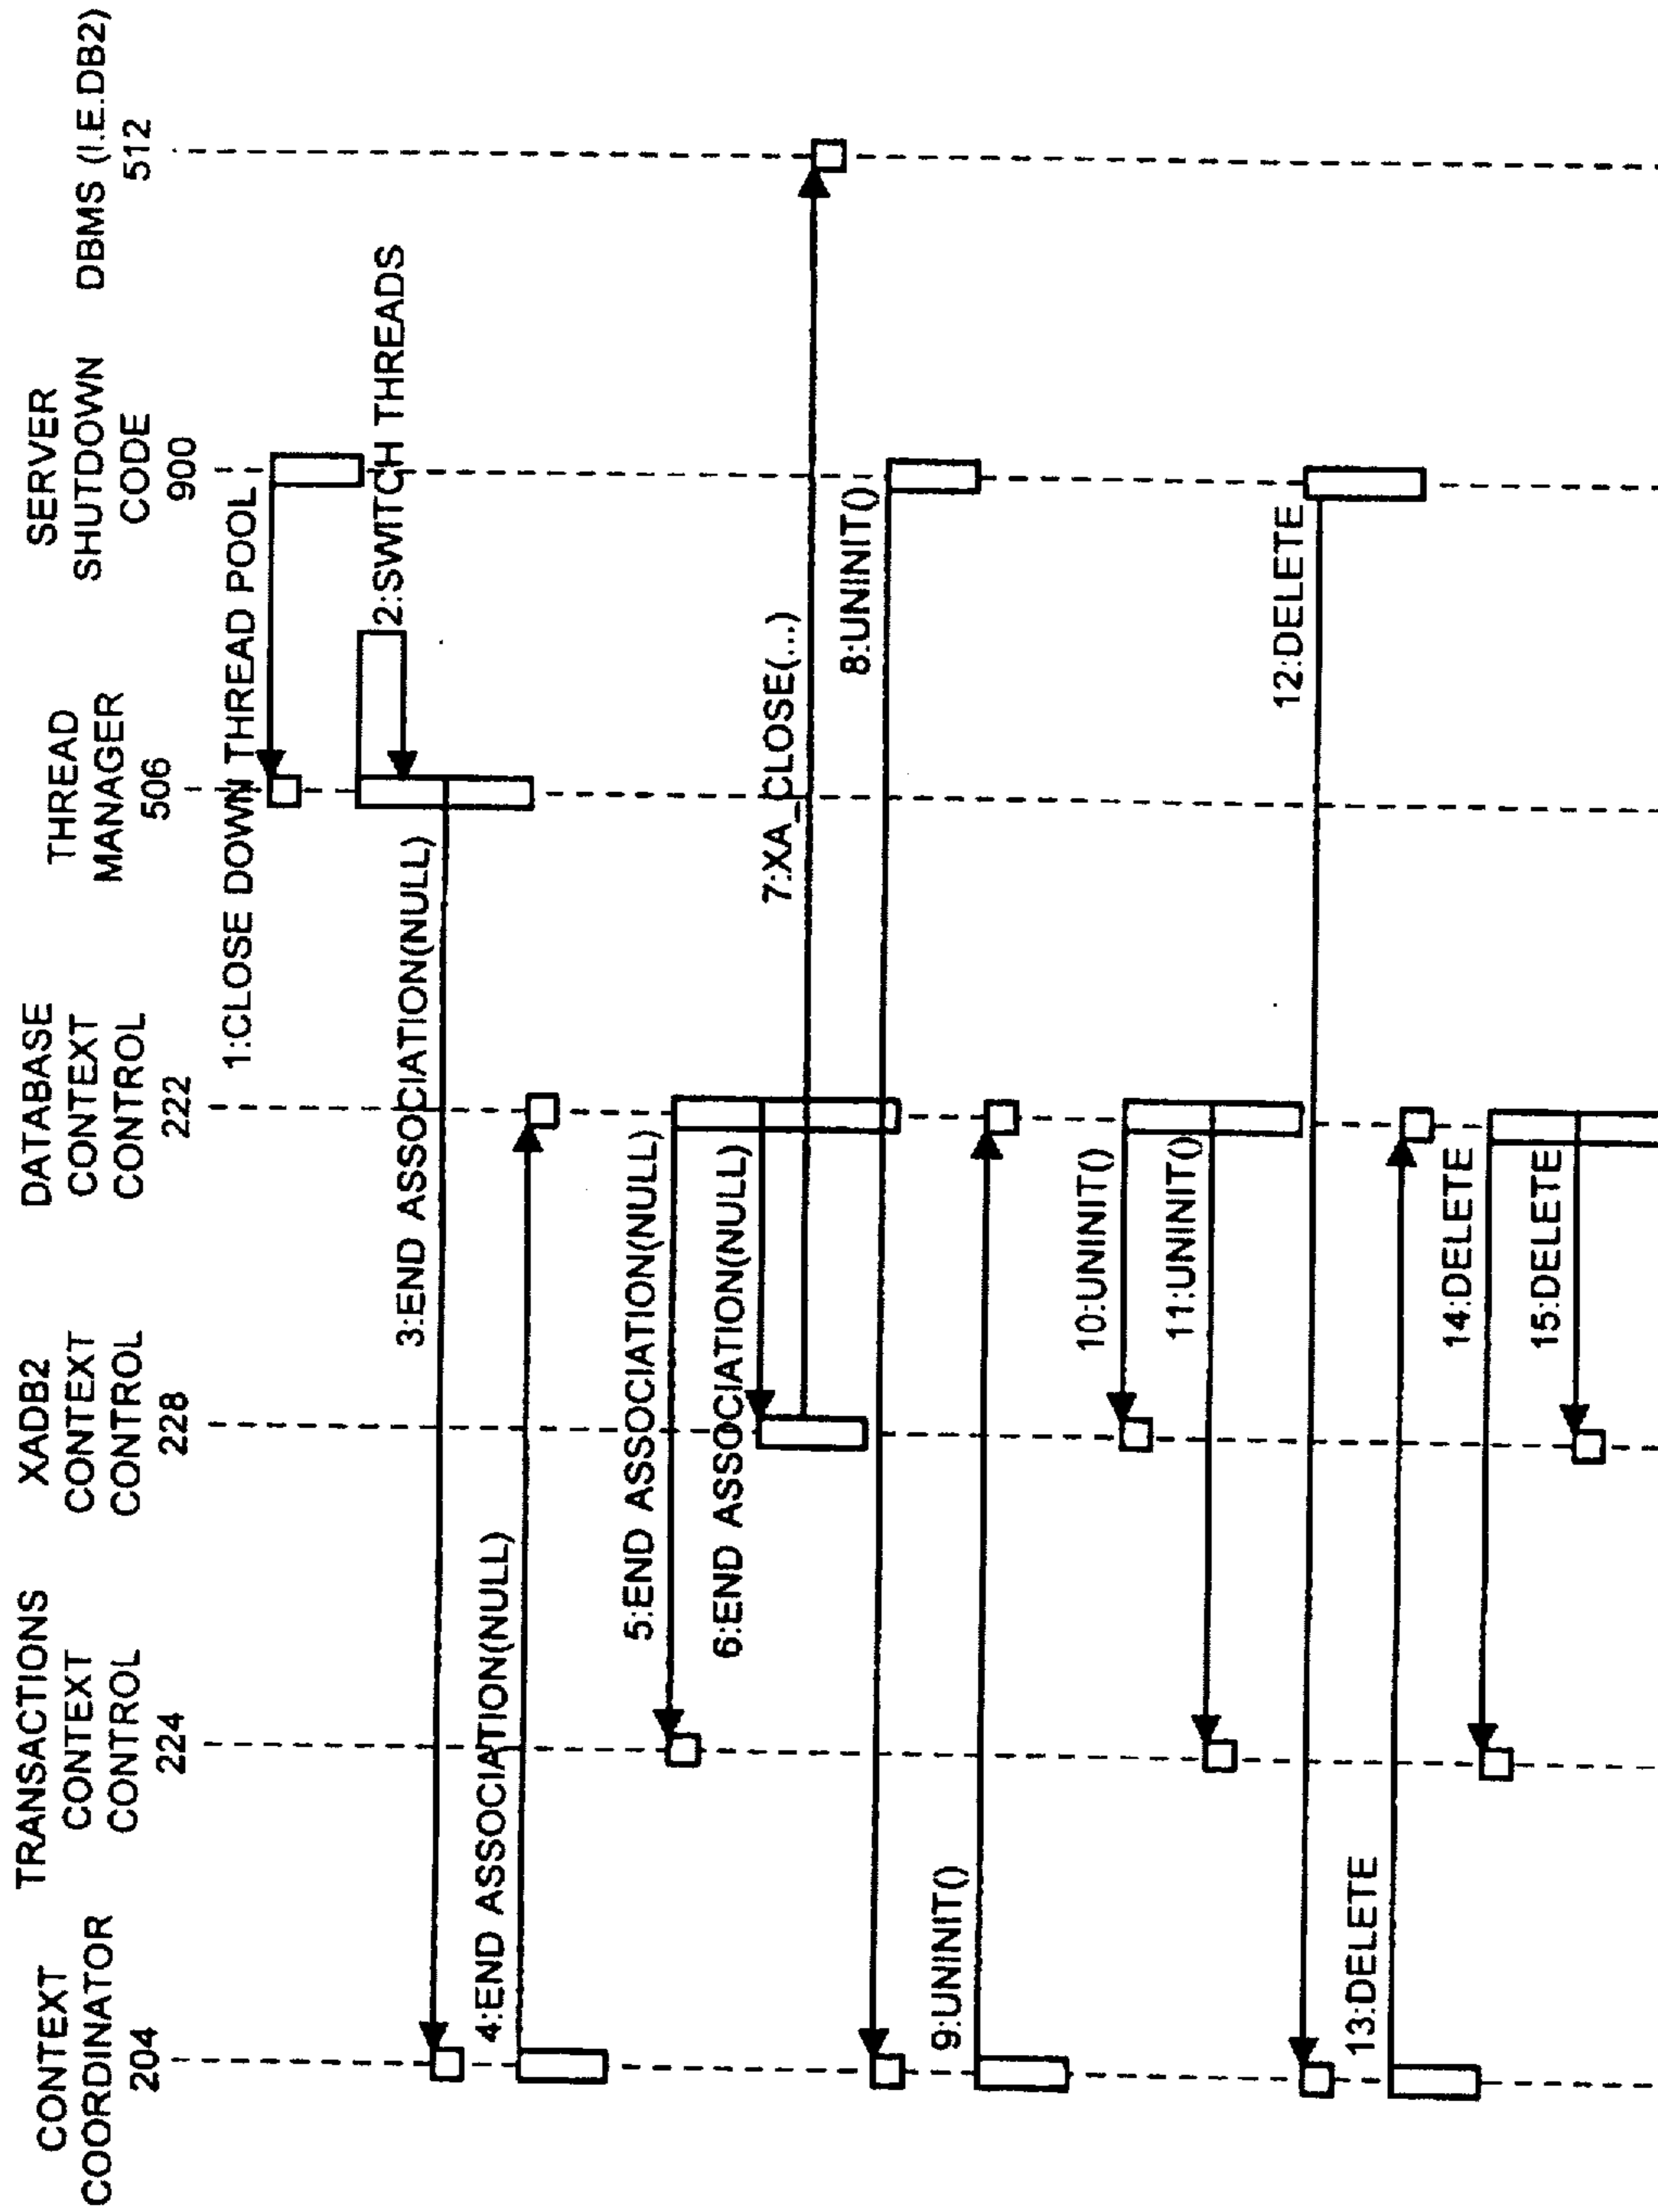 CONTEXT
COORDINATOR
204
TRANSACTIONS
CONTEXT
CONTROL
224
XADB2
CONTEXT
CONTROL
228
DATABASE
CONTEXT
CONTROL
222
THREAD
MANAGER
506
SERVER
SHUTDOWN
CODE
900
DBMS (I.E.DB2)
512
1:CLOSE DOWN THREAD POOL
2:SWITCH THREADS
3:END ASSOCIATION(NULL)
4:END ASSOCIATION(NULL)
5:END ASSOCIATION(NULL)
6:END ASSOCIATION(NULL)
7:XA_CLOSE(...)
8:UNINIT()
9:UNINIT()
10:UNINIT()
11:UNINIT()
12:DELETE
13:DELETE
14:DELETE
15:DELETE